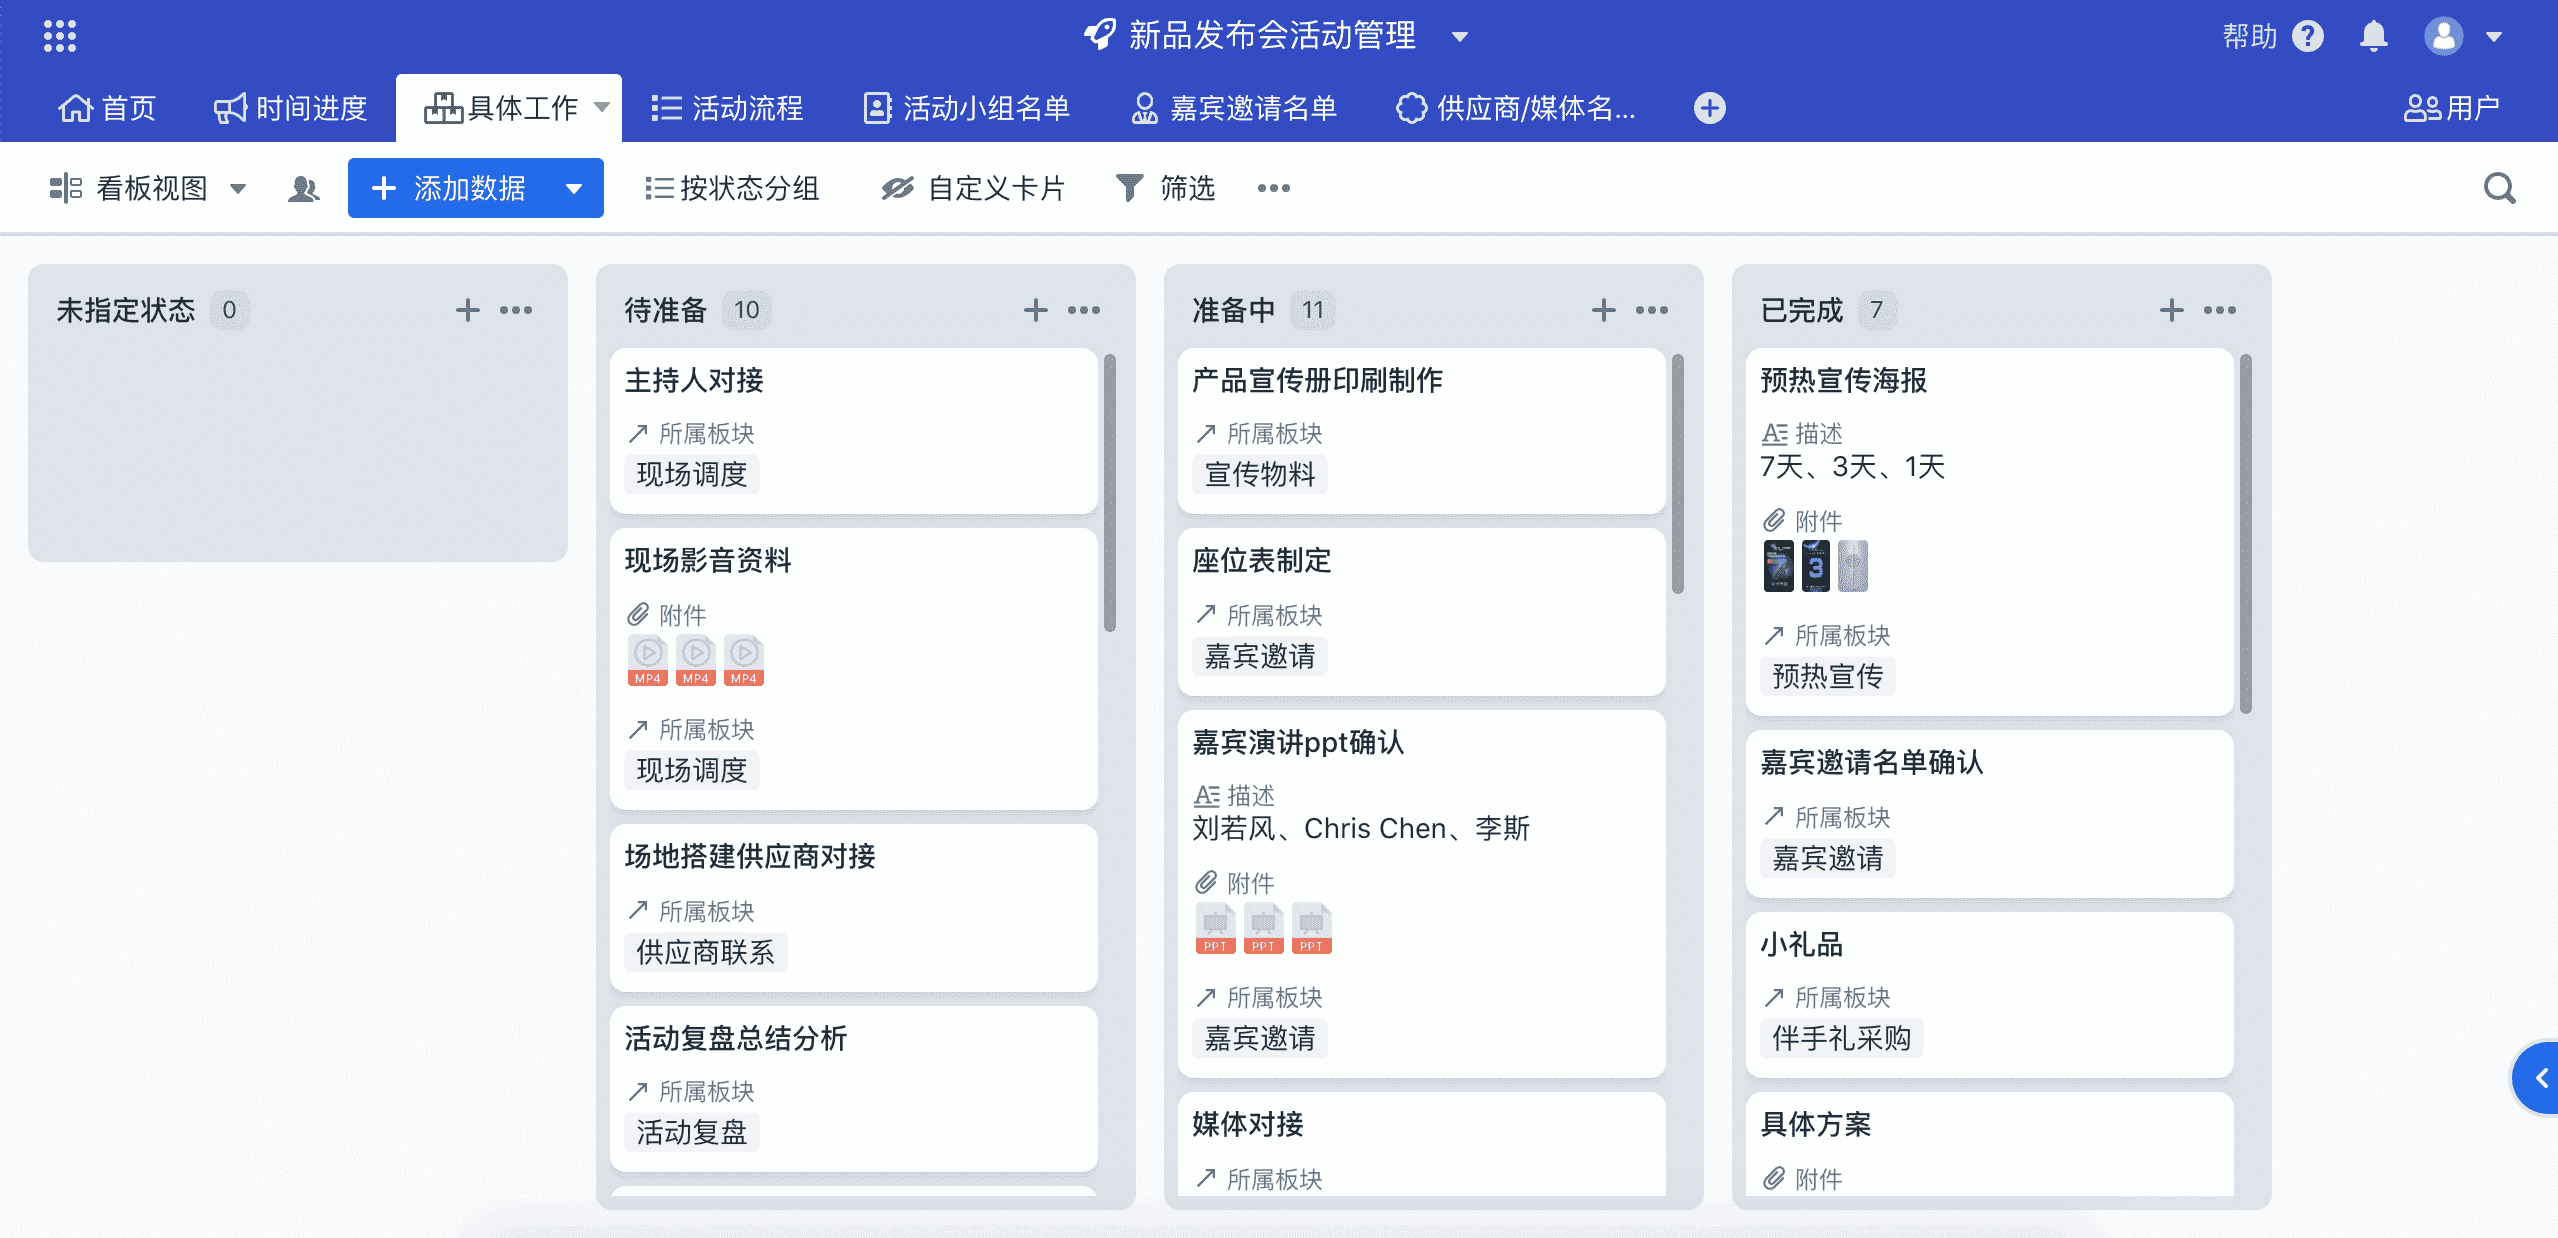 新品发布会活动管理
帮助
首页
时间进度
具体工作
活动流程
活动小组名单
嘉宾邀请名单
供应商/媒体名...
用户
看板视图
添加数据
按状态分组
自定义卡片
筛选
未指定状态 0
待准备 10
主持人对接
所属板块
现场调度
现场影音资料
附件
MP4 MP4 MP4
所属板块
现场调度
场地搭建供应商对接
所属板块
供应商联系
活动复盘总结分析
所属板块
活动复盘
准备中 11
产品宣传册印刷制作
所属板块
宣传物料
座位表制定
所属板块
嘉宾邀请
嘉宾演讲ppt确认
描述
刘若风、Chris Chen、李斯
附件
PPT PPT PPT
所属板块
嘉宾邀请
媒体对接
所属板块
已完成 7
预热宣传海报
描述
7天、3天、1天
附件
7 3
所属板块
预热宣传
嘉宾邀请名单确认
所属板块
嘉宾邀请
小礼品
所属板块
伴手礼采购
具体方案
附件